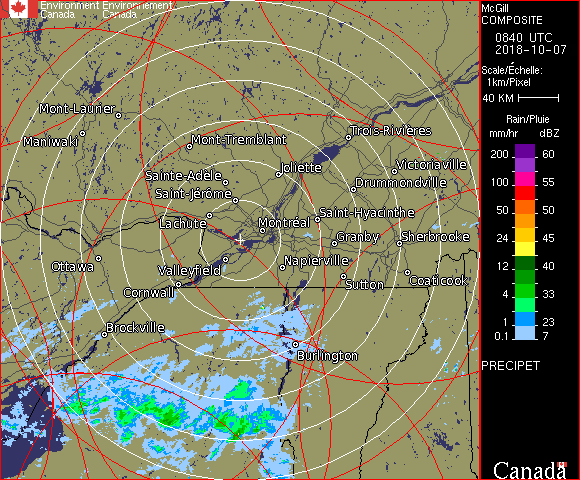 Environment Environnement
Canada Canada
McGill
COMPOSITE
0840 UTC
2018-10-07
Scale/Échelle:
1km/Pixel
40 KM
Rain/Pluie
mm/hr dBZ
200 60
100 55
50 50
24 45
12 40
4 33
1 23
0.1 7
PRECIPET
Canada
Mont-Laurier
Maniwaki
Mont-Tremblant
Trois-Rivières
Joliette
Victoriaville
Sainte-Adèle
Drummondville
Saint-Jérôme
Lachute
Montréal
Saint-Hyacinthe
Granby
Sherbrooke
Ottawa
Valleyfield
Napierville
Cornwall
Sutton
Coaticook
Brockville
Burlington